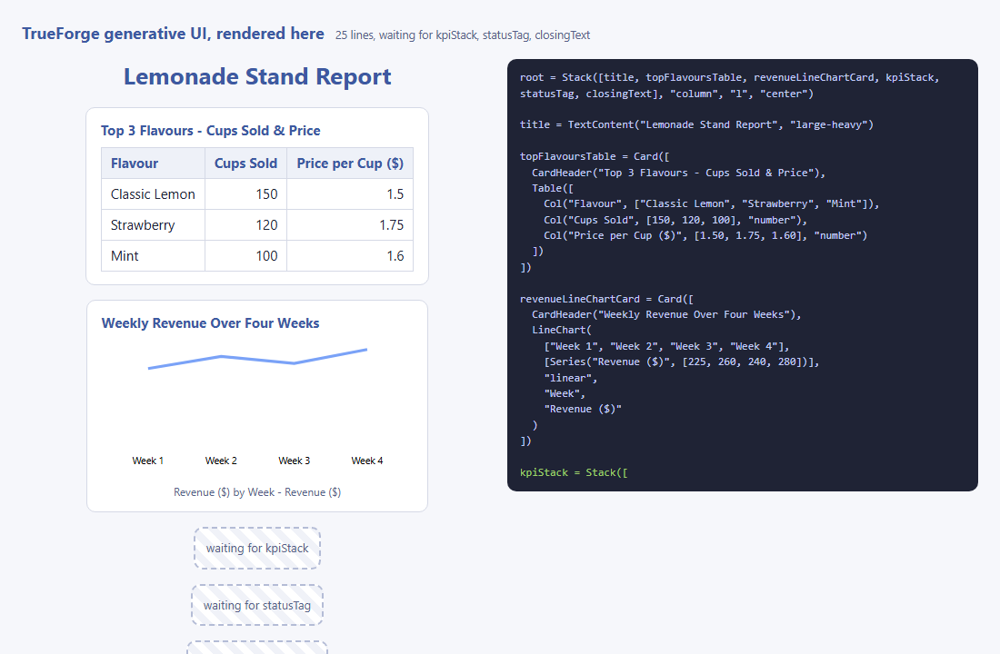 TrueForge generative UI, rendered here 25 lines, waiting for kpiStack, statusTag, closingText
Lemonade Stand Report
Top 3 Flavours - Cups Sold & Price
Flavour Cups Sold Price per Cup ($)
Classic Lemon 150 1.5
Strawberry 120 1.75
Mint 100 1.6
Weekly Revenue Over Four Weeks
Week 1 Week 2 Week 3 Week 4
Revenue ($) by Week - Revenue ($)
waiting for kpiStack
waiting for statusTag
root = Stack([title, topFlavoursTable, revenueLineChartCard, kpiStack,
statusTag, closingText], "column", "l", "center")
title = TextContent("Lemonade Stand Report", "large-heavy")
topFlavoursTable = Card([
CardHeader("Top 3 Flavours - Cups Sold & Price"),
Table([
Col("Flavour", ["Classic Lemon", "Strawberry", "Mint"]),
Col("Cups Sold", [150, 120, 100], "number"),
Col("Price per Cup ($)", [1.50, 1.75, 1.60], "number")
])
])
revenueLineChartCard = Card([
CardHeader("Weekly Revenue Over Four Weeks"),
LineChart(
["Week 1", "Week 2", "Week 3", "Week 4"],
[Series("Revenue ($)", [225, 260, 240, 280])],
"linear",
"Week",
"Revenue ($)"
)
])
kpiStack = Stack([